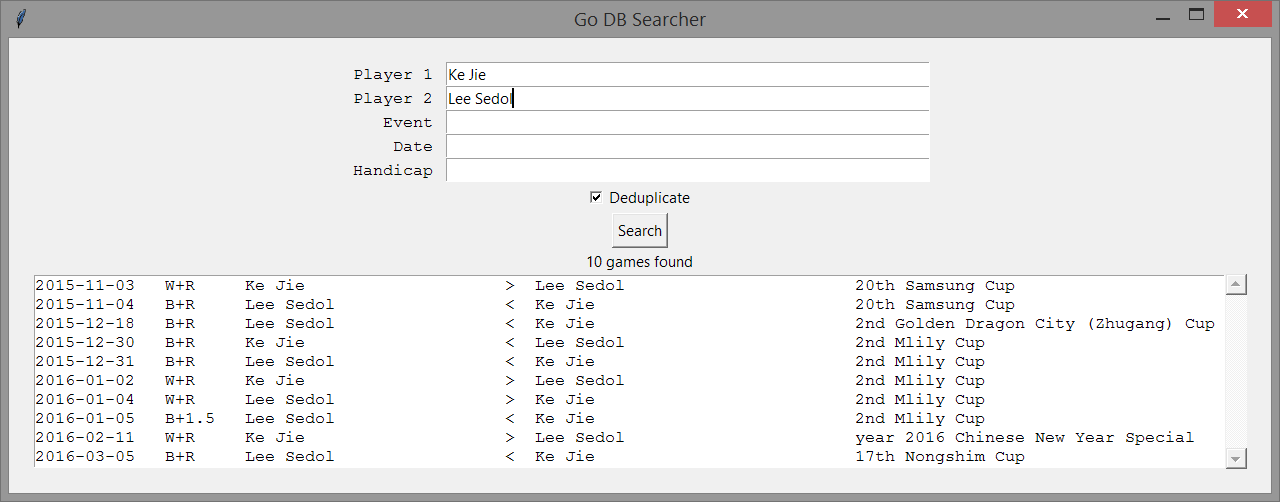 Go DB Searcher
Player 1 Ke Jie
Player 2 Lee Sedol
Event
Date
Handicap
Deduplicate
Search
10 games found
2015-11-03 W+R Ke Jie > Lee Sedol 20th Samsung Cup
2015-11-04 B+R Lee Sedol < Ke Jie 20th Samsung Cup
2015-12-18 B+R Lee Sedol < Ke Jie 2nd Golden Dragon City (Zhugang) Cup
2015-12-30 B+R Ke Jie < Lee Sedol 2nd Mlily Cup
2015-12-31 B+R Lee Sedol < Ke Jie 2nd Mlily Cup
2016-01-02 W+R Ke Jie > Lee Sedol 2nd Mlily Cup
2016-01-04 W+R Lee Sedol > Ke Jie 2nd Mlily Cup
2016-01-05 B+1.5 Lee Sedol < Ke Jie 2nd Mlily Cup
2016-02-11 W+R Ke Jie > Lee Sedol year 2016 Chinese New Year Special
2016-03-05 B+R Lee Sedol < Ke Jie 17th Nongshim Cup